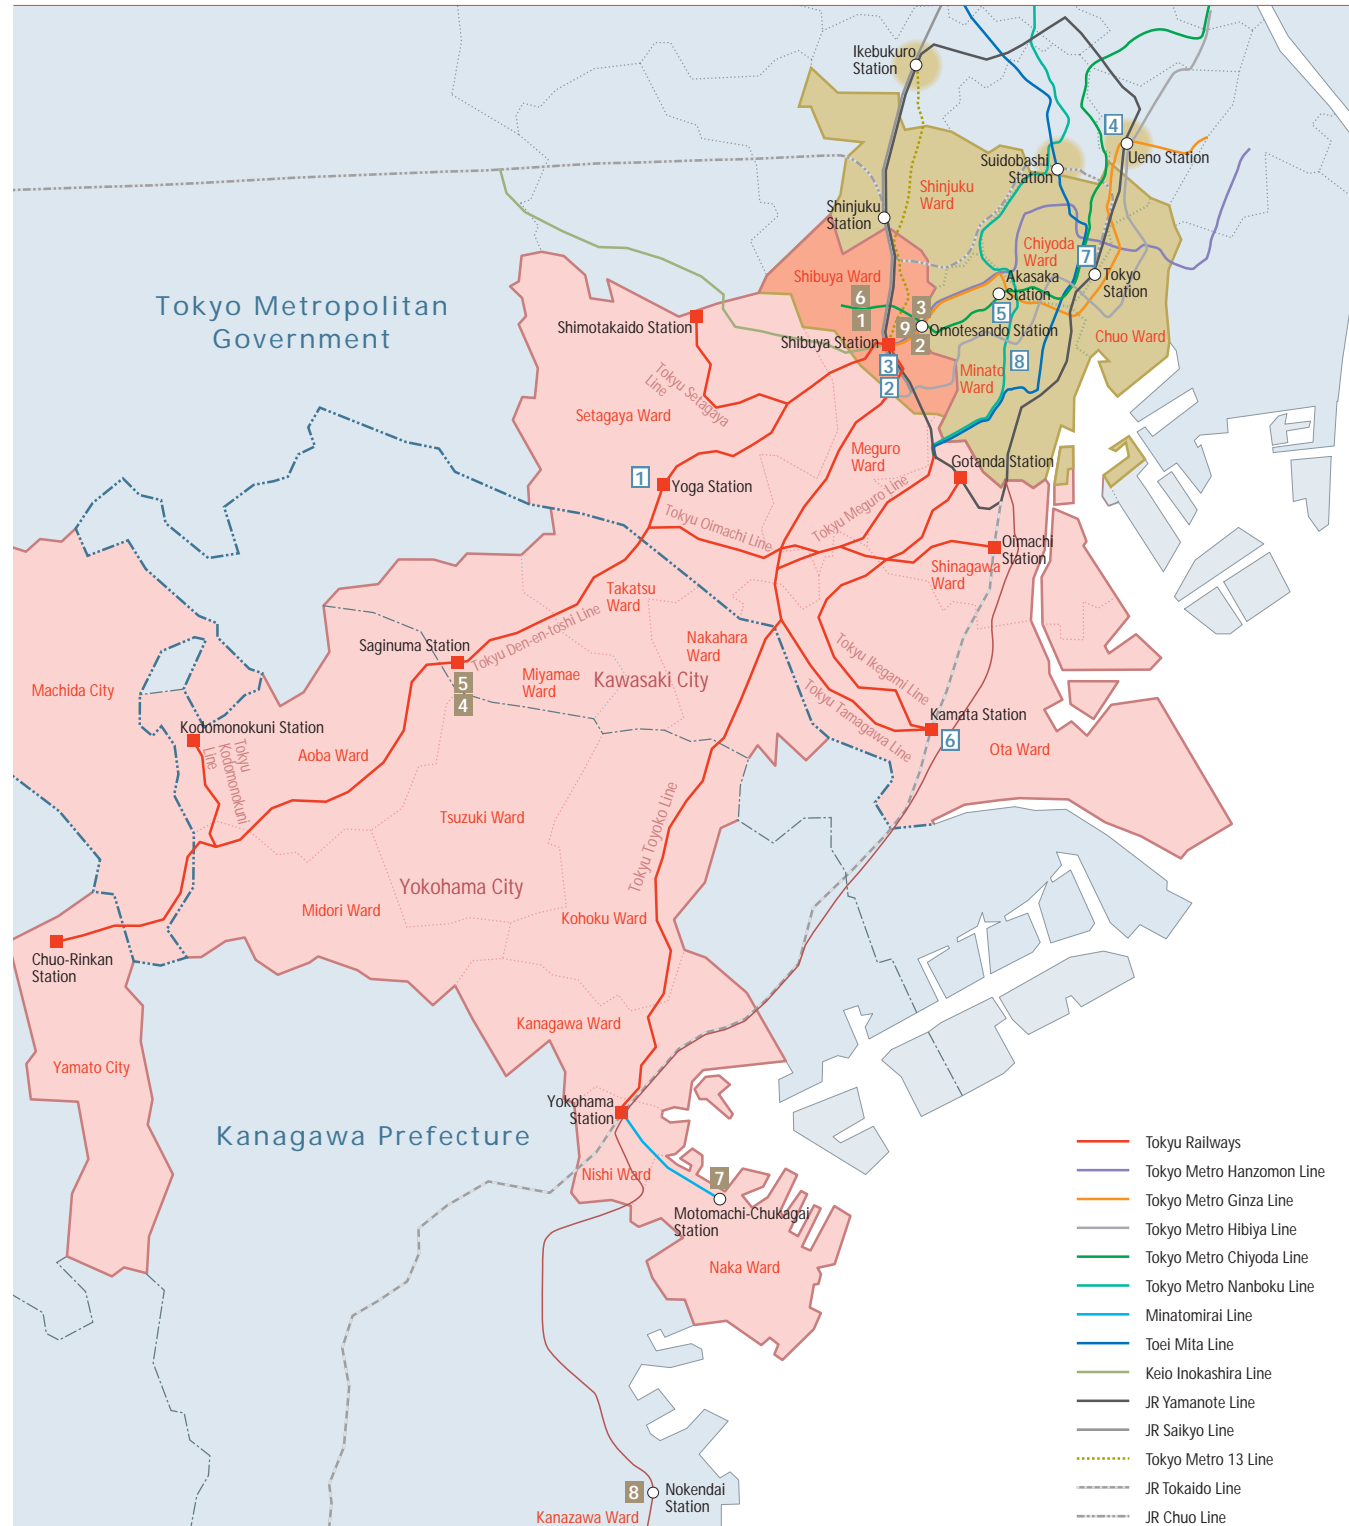 Ikebukuro
Station
4
Ueno Station
Suidobashi
Station
Shinjuku
Ward
Shinjuku
Station
Chiyoda
Ward
7
Shibuya Ward
Akasaka
Station
Tokyo
Station
6
1
3
5
9
Omotesando Station
2
Chuo Ward
Tokyo Metropolitan
Government
Shimotakaido Station
Shibuya Station
3
2
8
Minato
Ward
Tokyu Setagaya
Line
Setagaya Ward
Meguro
Ward
Gotanda Station
1
Yoga Station
Tokyu Meguro Line
Tokyu Oimachi Line
Oimachi
Station
Shinagawa
Ward
Takatsu
Ward
Tokyu Den-en-toshi Line
Nakahara
Ward
Saginuma Station
5
4
Miyamae
Ward
Kawasaki City
Tokyu Ikegami Line
Tokyu Tamagawa Line
Machida City
Kodomonokuni Station
Tokyu
Kodomonokuni
Line
Aoba Ward
Kamata Station
6
Ota Ward
Tsuzuki Ward
Tokyu Toyoko Line
Yokohama City
Midori Ward
Kohoku Ward
Chuo-Rinkan
Station
Kanagawa Ward
Yamato City
Yokohama
Station
Kanagawa Prefecture
Nishi Ward
7
Motomachi-Chukagai
Station
Naka Ward
8
Nokendai
Station
Kanazawa Ward
Tokyu Railways
Tokyo Metro Hanzomon Line
Tokyo Metro Ginza Line
Tokyo Metro Hibiya Line
Tokyo Metro Chiyoda Line
Tokyo Metro Nanboku Line
Minatomirai Line
Toei Mita Line
Keio Inokashira Line
JR Yamanote Line
JR Saikyo Line
Tokyo Metro 13 Line
JR Tokaido Line
JR Chuo Line